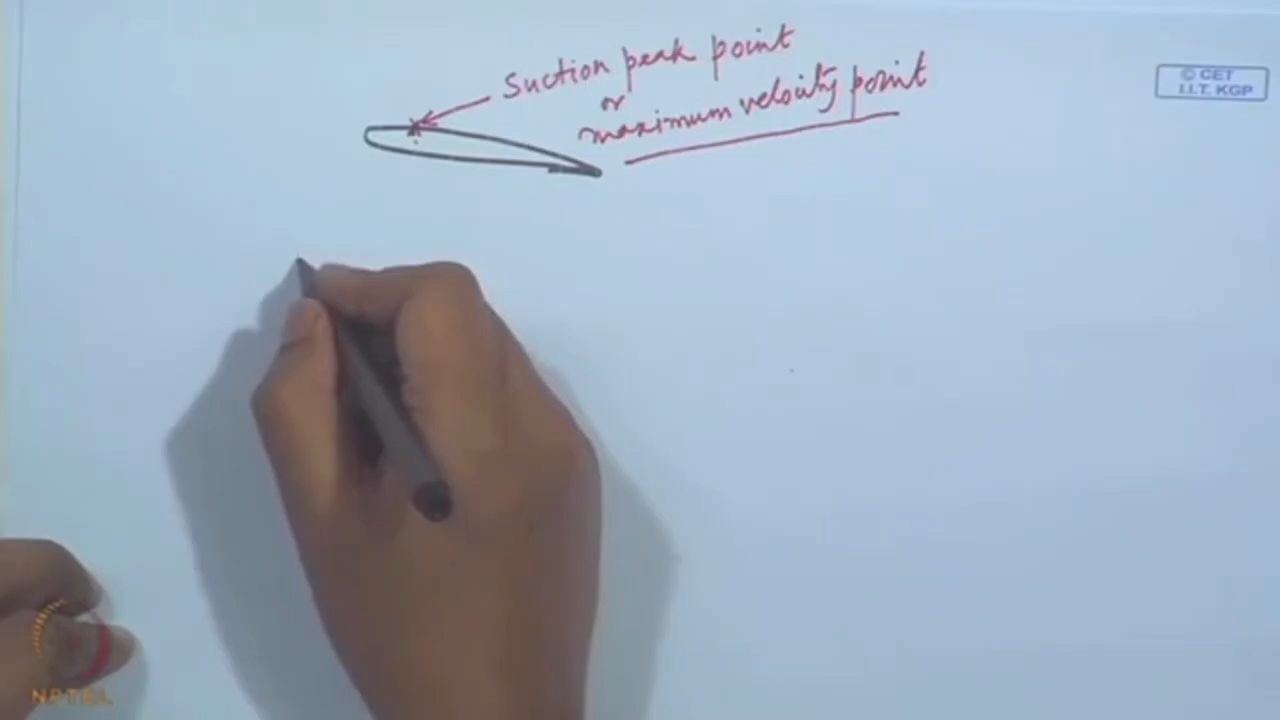 Suction peak point
or
maximum velocity point
© CET
I.I.T. KGP
NPTEL